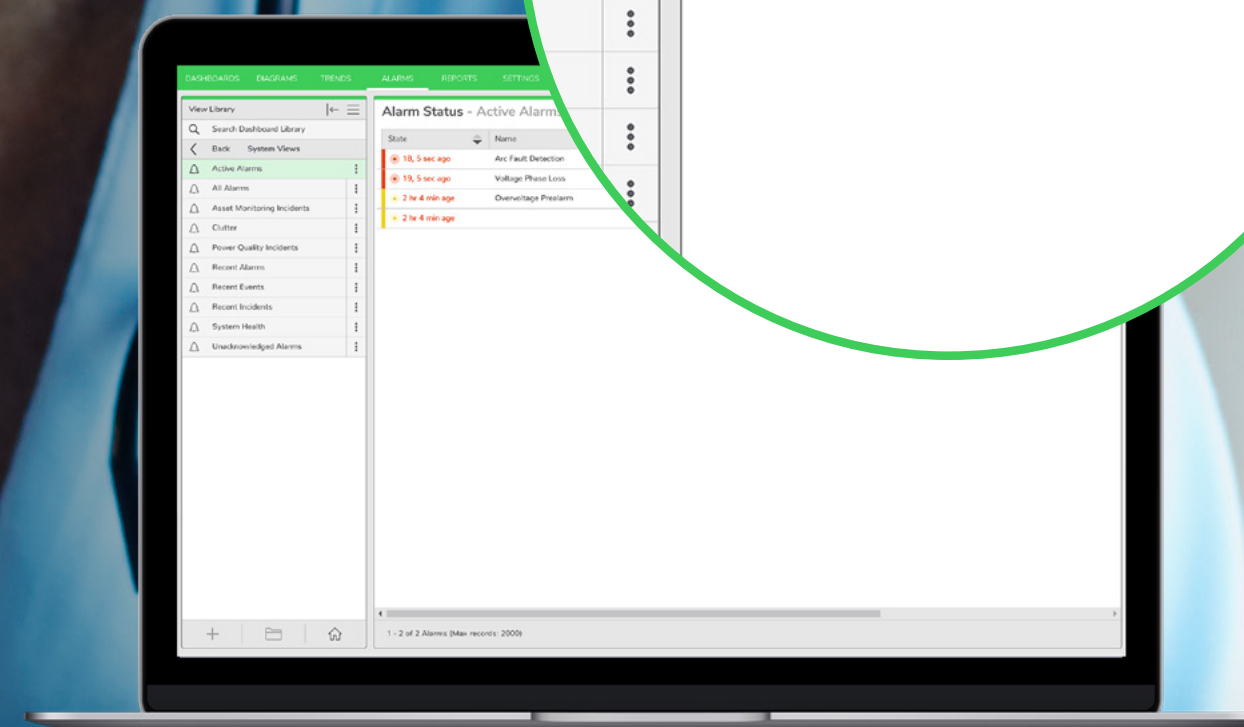 DASHBOARDS DIAGRAMS TRENDS ALARMS REPORTS SETTINGS
View Library
Search Dashboard Library
Back System Views
Active Alarms
All Alarms
Asset Monitoring Incidents
Clutter
Power Quality Incidents
Recent Alarms
Recent Events
Recent Incidents
System Health
Unacknowledged Alarms
Alarm Status - Active Alarms
State Name
18, 5 sec ago Arc Fault Detection
19, 5 sec ago Voltage Phase Loss
2 hr 4 min age Overvoltage Prealarm
2 hr 4 min age
1 - 2 of 2 Alarms (Max records: 2000)